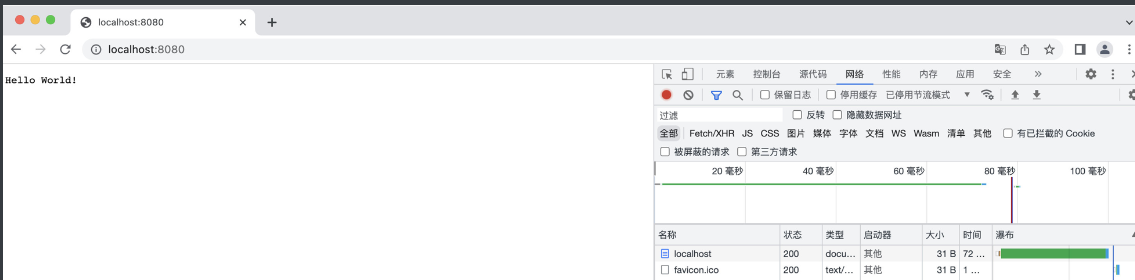 localhost:8080
localhost:8080
Hello World!
元素 控制台 源代码 网络 性能 内存 应用 安全
保留日志 停用缓存 已停用节流模式
过滤 反转 隐藏数据网址
全部 Fetch/XHR JS CSS 图片 媒体 字体 文档 WS Wasm 清单 其他 有已拦截的 Cookie
被屏蔽的请求 第三方请求
20 毫秒 40 毫秒 60 毫秒 80 毫秒 100 毫秒
名称 状态 类型 启动器 大小 时间 瀑布
localhost 200 docu... 其他 31 B 72 ...
favicon.ico 200 text/... 其他 31 B 1 ...